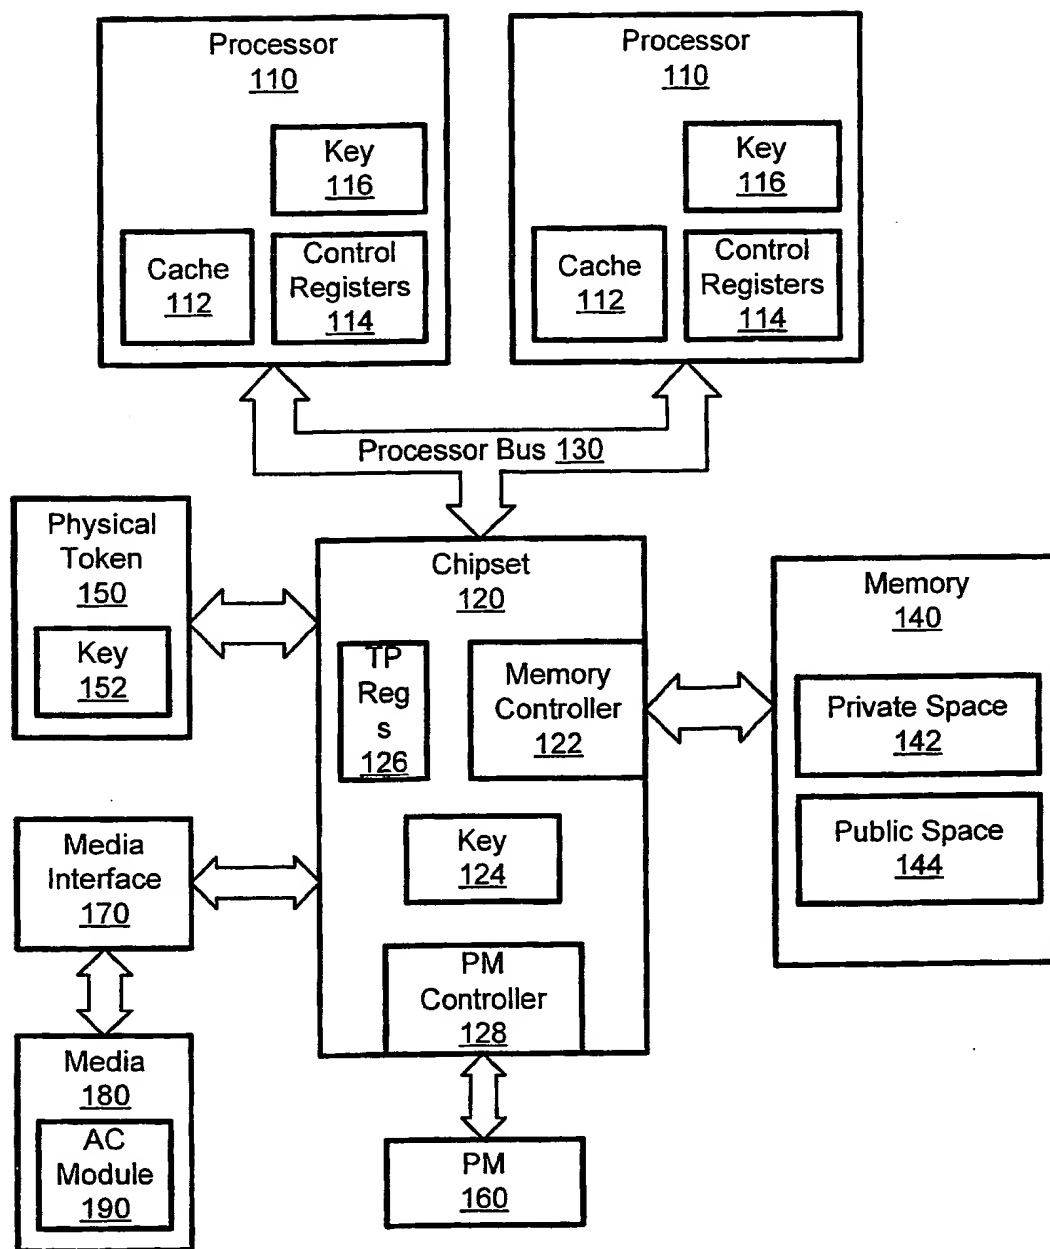 Processor
110
Key
116
Cache
112
Control
Registers
114
Processor
110
Key
116
Cache
112
Control
Registers
114
Processor Bus 130
Physical
Token
150
Key
152
Chipset
120
TP
Reg
s
126
Memory
Controller
122
Key
124
PM
Controller
128
Memory
140
Private Space
142
Public Space
144
Media
Interface
170
Media
180
AC
Module
190
PM
160